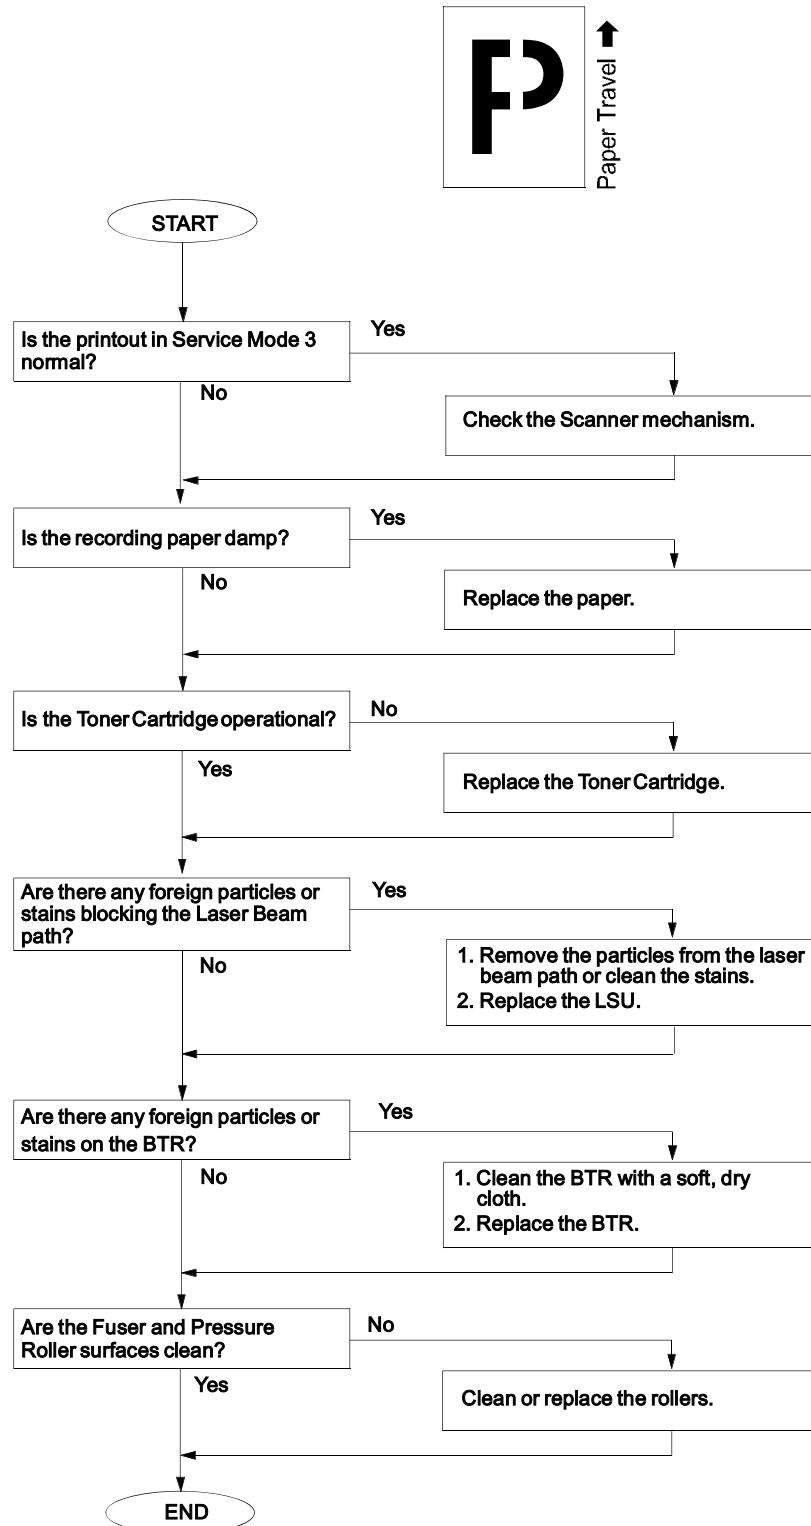 P
Paper Travel
START
Is the printout in Service Mode 3
normal?
Yes
No
Check the Scanner mechanism.
Is the recording paper damp?
Yes
No
Replace the paper.
Is the Toner Cartridge operational?
No
Yes
Replace the Toner Cartridge.
Are there any foreign particles or
stains blocking the Laser Beam
path?
Yes
No
1. Remove the particles from the laser
beam path or clean the stains.
2. Replace the LSU.
Are there any foreign particles or
stains on the BTR?
Yes
No
1. Clean the BTR with a soft, dry
cloth.
2. Replace the BTR.
Are the Fuser and Pressure
Roller surfaces clean?
No
Yes
Clean or replace the rollers.
END